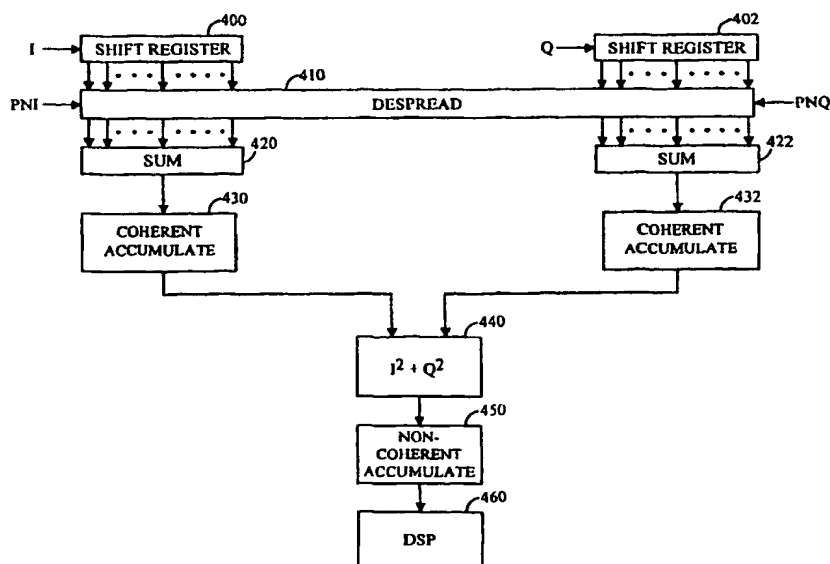 400
I
SHIFT REGISTER
402
Q
SHIFT REGISTER
410
PNI
DESPREAD
PNQ
420
SUM
422
SUM
430
COHERENT
ACCUMULATE
432
COHERENT
ACCUMULATE
440
I² + Q²
450
NON-
COHERENT
ACCUMULATE
460
DSP